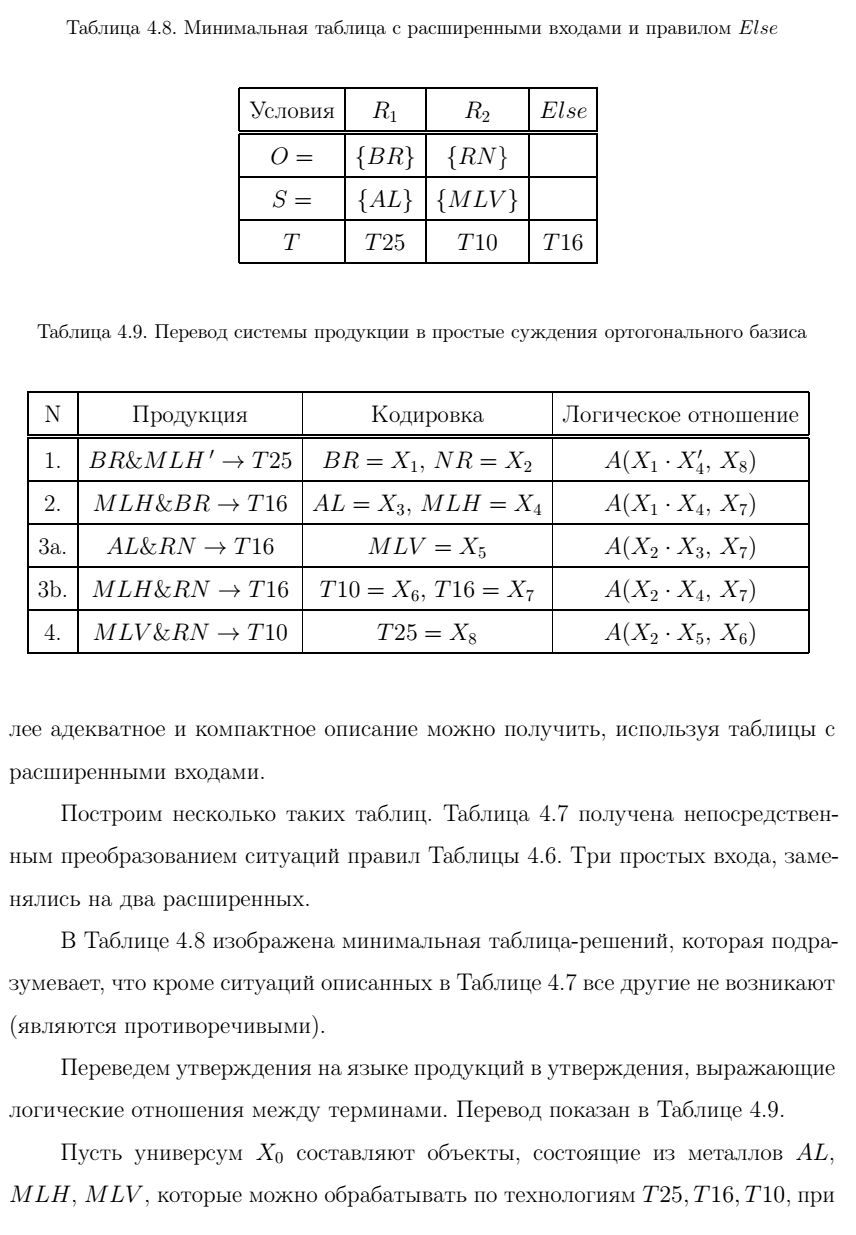 Таблица 4.8. Минимальная таблица с расширенными входами и правилом Else
Условия R₁ R₂ Else
O = {BR} {RN}
S = {AL} {MLV}
T T25 T10 T16
Таблица 4.9. Перевод системы продукции в простые суждения ортогонального базиса
N Продукция Кодировка Логическое отношение
1. BR&MLH′ → T25 BR = X₁, NR = X₂ A(X₁ · X₄′, X₈)
2. MLH&BR → T16 AL = X₃, MLH = X₄ A(X₁ · X₄, X₇)
3a. AL&RN → T16 MLV = X₅ A(X₂ · X₃, X₇)
3b. MLH&RN → T16 T10 = X₆, T16 = X₇ A(X₂ · X₄, X₇)
4. MLV&RN → T10 T25 = X₈ A(X₂ · X₅, X₆)
лее адекватное и компактное описание можно получить, используя таблицы с
расширенными входами.
Построим несколько таких таблиц. Таблица 4.7 получена непосредствен-
ным преобразованием ситуаций правил Таблицы 4.6. Три простых входа, заме-
нялись на два расширенных.
В Таблице 4.8 изображена минимальная таблица-решений, которая подра-
зумевает, что кроме ситуаций описанных в Таблице 4.7 все другие не возникают
(являются противоречивыми).
Переведем утверждения на языке продукций в утверждения, выражающие
логические отношения между терминами. Перевод показан в Таблице 4.9.
Пусть универсум X₀ составляют объекты, состоящие из металлов AL,
MLH, MLV, которые можно обрабатывать по технологиям T25, T16, T10, при